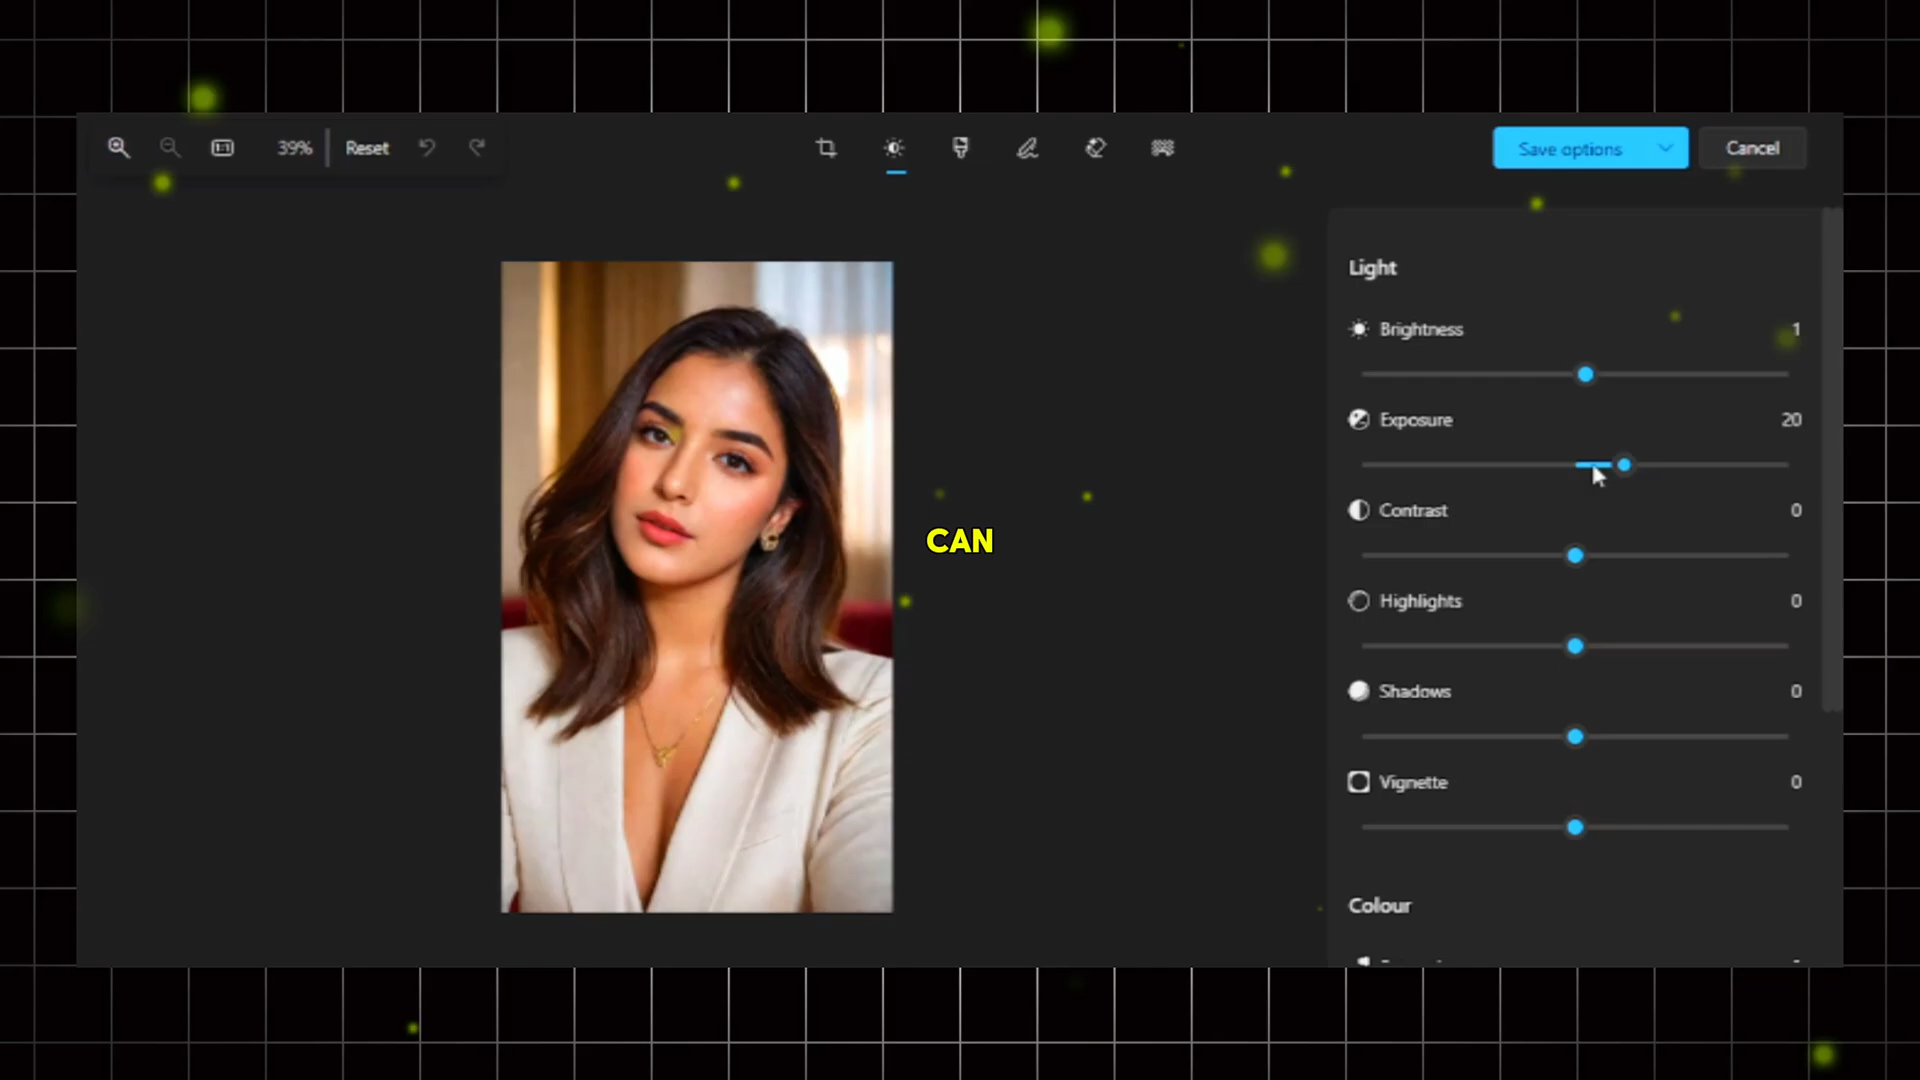 39% Reset
Save options
Cancel
Light
Brightness 1
Exposure 20
CAN
Contrast 0
Highlights 0
Shadows 0
Vignette 0
Colour